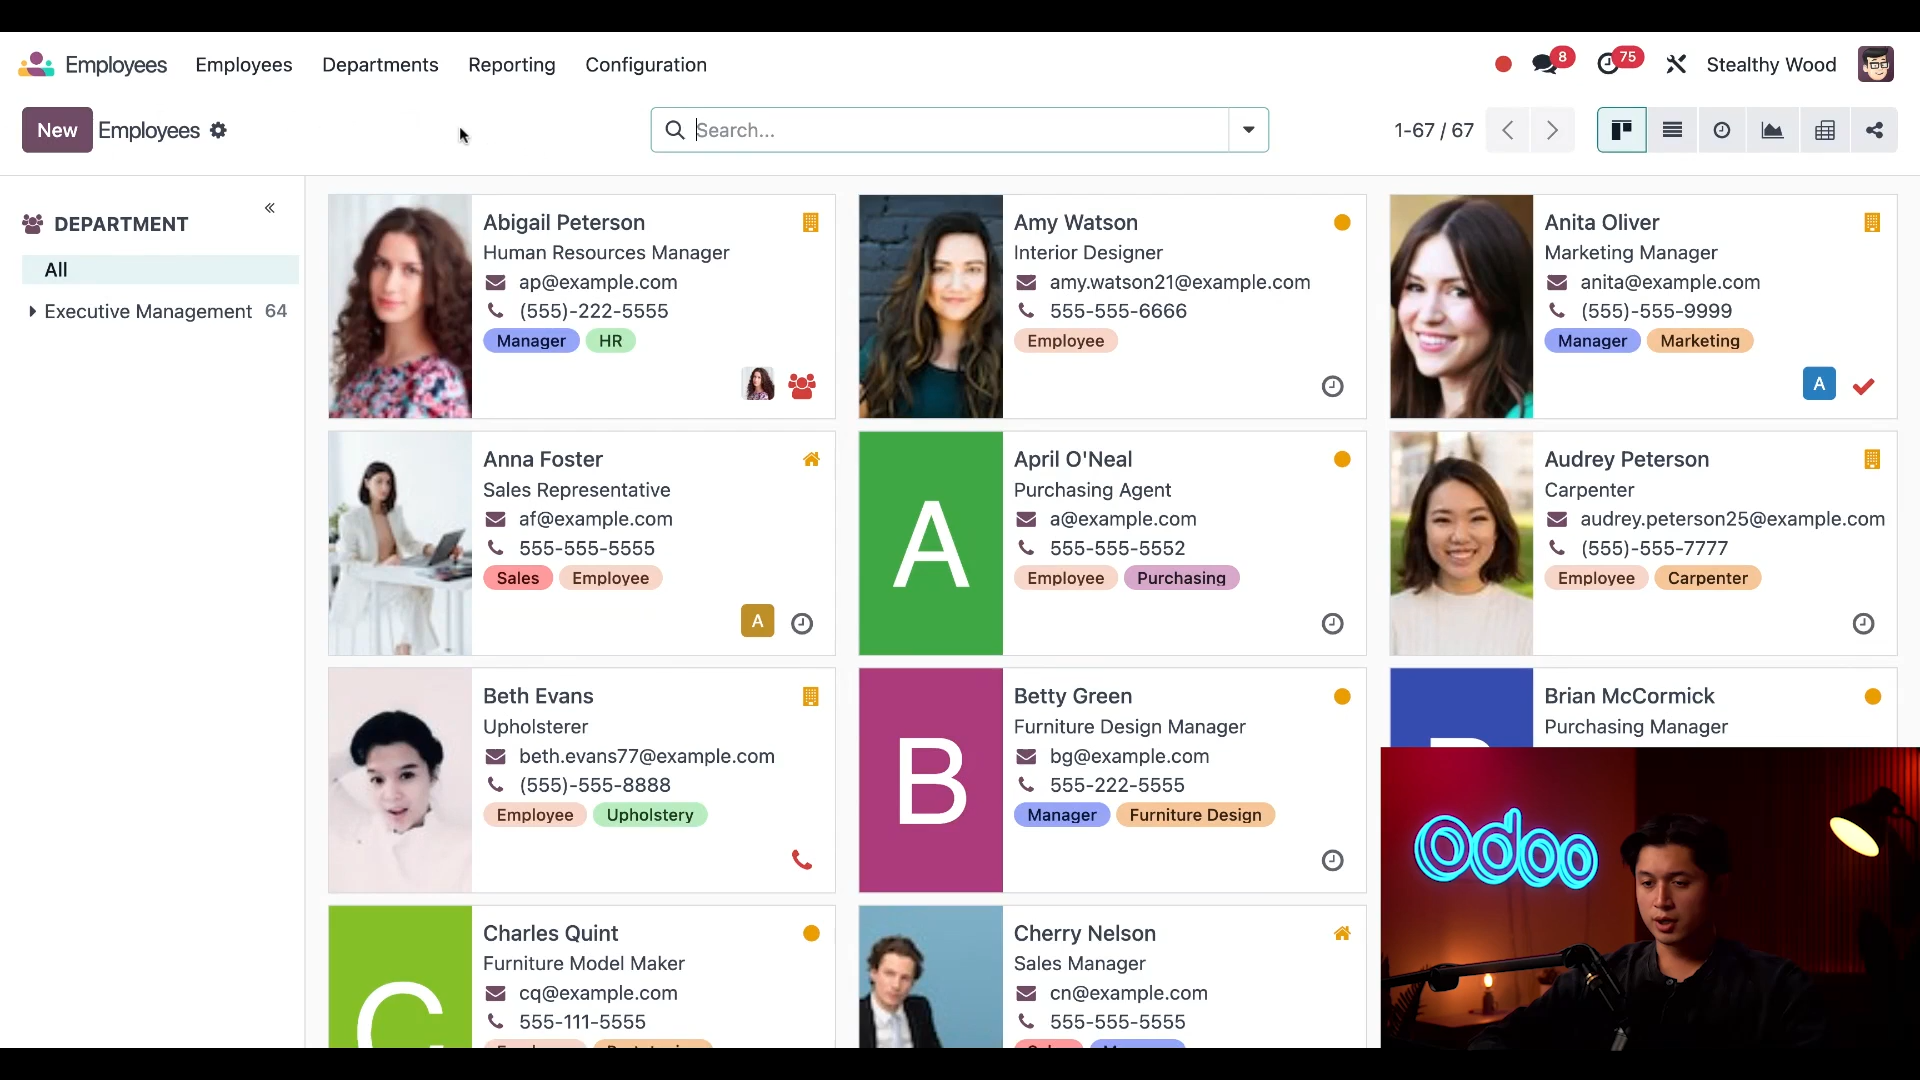 Employees Employees Departments Reporting Configuration 8 75 Stealthy Wood
New Employees Search... 1-67 / 67
DEPARTMENT
All
Executive Management 64
Abigail Peterson
Human Resources Manager
ap@example.com
(555)-222-5555
Manager HR
Amy Watson
Interior Designer
amy.watson21@example.com
555-555-6666
Employee
Anita Oliver
Marketing Manager
anita@example.com
(555)-555-9999
Manager Marketing
A
Anna Foster
Sales Representative
af@example.com
555-555-5555
Sales Employee
A
A
April O'Neal
Purchasing Agent
a@example.com
555-555-5552
Employee Purchasing
Audrey Peterson
Carpenter
audrey.peterson25@example.com
(555)-555-7777
Employee Carpenter
Beth Evans
Upholsterer
beth.evans77@example.com
(555)-555-8888
Employee Upholstery
B
Betty Green
Furniture Design Manager
bg@example.com
555-222-5555
Manager Furniture Design
Brian McCormick
Purchasing Manager
C
Charles Quint
Furniture Model Maker
cq@example.com
555-111-5555
Cherry Nelson
Sales Manager
cn@example.com
555-555-5555
odoo